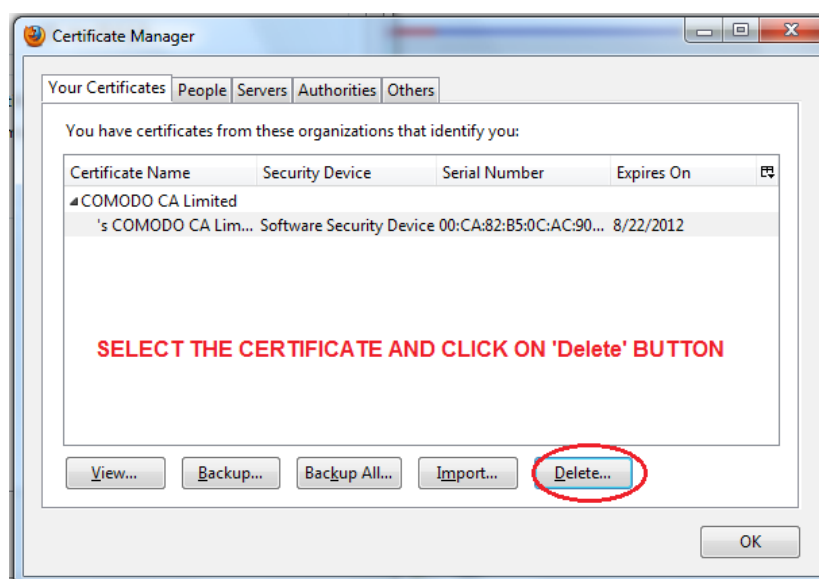 Certificate Manager
Your Certificates People Servers Authorities Others
You have certificates from these organizations that identify you:
Certificate Name Security Device Serial Number Expires On
COMODO CA Limited
's COMODO CA Lim... Software Security Device 00:CA:82:B5:0C:AC:90... 8/22/2012
SELECT THE CERTIFICATE AND CLICK ON 'Delete' BUTTON
View... Backup... Backup All... Import... Delete...
OK